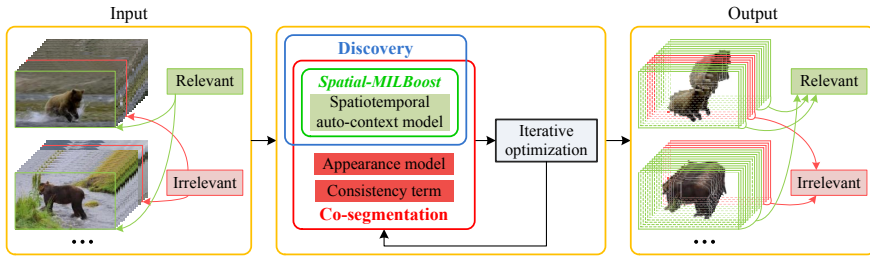 Input
Relevant
Irrelevant
...
Discovery
Spatial-MILBoost
Spatiotemporal
auto-context model
Appearance model
Consistency term
Co-segmentation
Iterative
optimization
Output
Relevant
Irrelevant
...